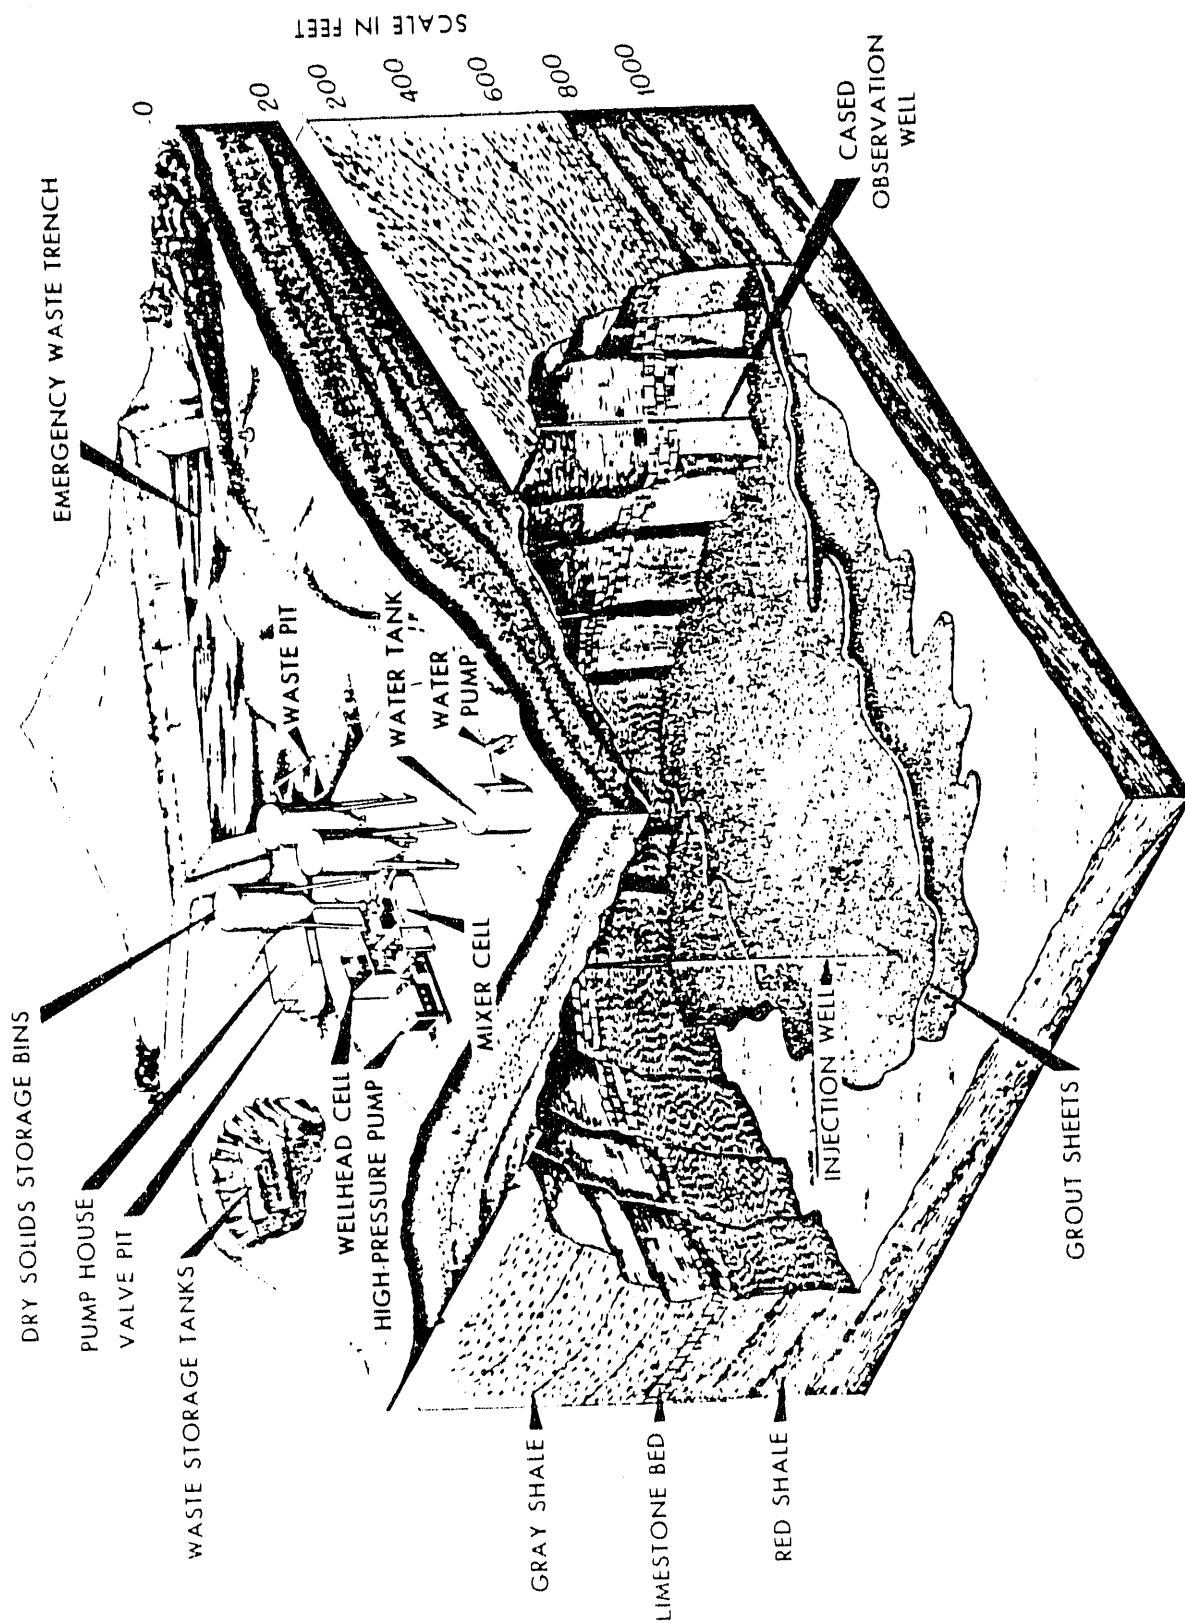 DRY SOLIDS STORAGE BINS
PUMP HOUSE
VALVE PIT
WASTE STORAGE TANKS
EMERGENCY WASTE TRENCH
WASTE PIT
WATER TANK
WATER
PUMP
WELLHEAD CELL
HIGH-PRESSURE PUMP
MIXER CELL
0
20
200
400
600
800
1000
SCALE IN FEET
GRAY SHALE
LIMESTONE BED
RED SHALE
INJECTION WELL
GROUT SHEETS
CASED
OBSERVATION
WELL